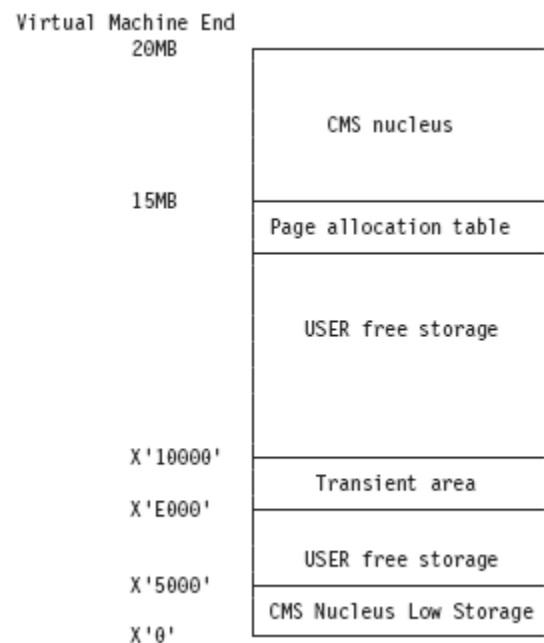 Virtual Machine End
20MB
CMS nucleus
15MB
Page allocation table
USER free storage
X'10000'
Transient area
X'E000'
USER free storage
X'5000'
CMS Nucleus Low Storage
X'0'